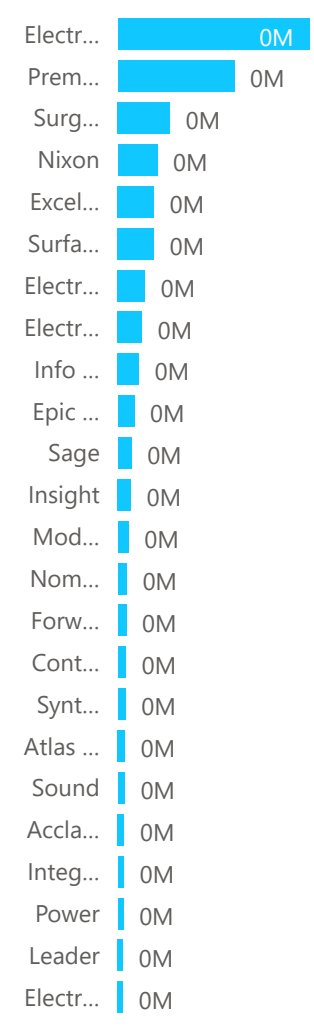 Electr... 0M
Prem... 0M
Surg... 0M
Nixon 0M
Excel... 0M
Surfa... 0M
Electr... 0M
Electr... 0M
Info ... 0M
Epic ... 0M
Sage 0M
Insight 0M
Mod... 0M
Nom... 0M
Forw... 0M
Cont... 0M
Synt... 0M
Atlas ... 0M
Sound 0M
Accla... 0M
Integ... 0M
Power 0M
Leader 0M
Electr... 0M